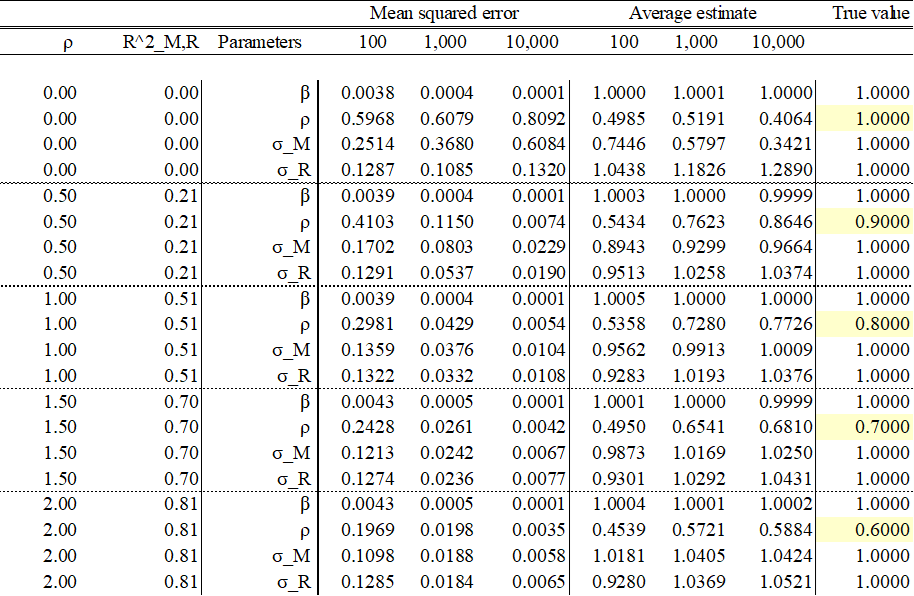 Mean squared error Average estimate True value
ρ R^2_M,R Parameters 100 1,000 10,000 100 1,000 10,000
0.00 0.00 β 0.0038 0.0004 0.0001 1.0000 1.0001 1.0000 1.0000
0.00 0.00 ρ 0.5968 0.6079 0.8092 0.4985 0.5191 0.4064 1.0000
0.00 0.00 σ_M 0.2514 0.3680 0.6084 0.7446 0.5797 0.3421 1.0000
0.00 0.00 σ_R 0.1287 0.1085 0.1320 1.0438 1.1826 1.2890 1.0000
0.50 0.21 β 0.0039 0.0004 0.0001 1.0003 1.0000 0.9999 1.0000
0.50 0.21 ρ 0.4103 0.1150 0.0074 0.5434 0.7623 0.8646 0.9000
0.50 0.21 σ_M 0.1702 0.0803 0.0229 0.8943 0.9299 0.9664 1.0000
0.50 0.21 σ_R 0.1291 0.0537 0.0190 0.9513 1.0258 1.0374 1.0000
1.00 0.51 β 0.0039 0.0004 0.0001 1.0005 1.0000 1.0000 1.0000
1.00 0.51 ρ 0.2981 0.0429 0.0054 0.5358 0.7280 0.7726 0.8000
1.00 0.51 σ_M 0.1359 0.0376 0.0104 0.9562 0.9913 1.0009 1.0000
1.00 0.51 σ_R 0.1322 0.0332 0.0108 0.9283 1.0193 1.0376 1.0000
1.50 0.70 β 0.0043 0.0005 0.0001 1.0001 1.0000 0.9999 1.0000
1.50 0.70 ρ 0.2428 0.0261 0.0042 0.4950 0.6541 0.6810 0.7000
1.50 0.70 σ_M 0.1213 0.0242 0.0067 0.9873 1.0169 1.0250 1.0000
1.50 0.70 σ_R 0.1274 0.0236 0.0077 0.9301 1.0292 1.0431 1.0000
2.00 0.81 β 0.0043 0.0005 0.0001 1.0004 1.0001 1.0002 1.0000
2.00 0.81 ρ 0.1969 0.0198 0.0035 0.4539 0.5721 0.5884 0.6000
2.00 0.81 σ_M 0.1098 0.0188 0.0058 1.0181 1.0405 1.0424 1.0000
2.00 0.81 σ_R 0.1285 0.0184 0.0065 0.9280 1.0369 1.0521 1.0000